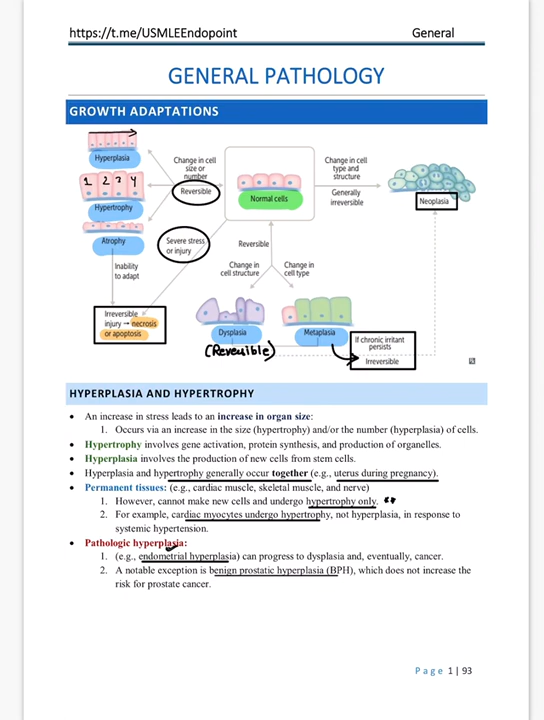 https://t.me/USMLEEndopoint General
GENERAL PATHOLOGY
GROWTH ADAPTATIONS
Hyperplasia
1 2 3 4
Hypertrophy
Atrophy
Change in cell
size or
number
Reversible
Normal cells
Change in cell
type and
structure
Generally
irreversible
Neoplasia
Severe stress
or injury
Reversible
Inability
to adapt
Change in
cell structure
Change in
cell type
Irreversible
injury → necrosis
or apoptosis
Dysplasia
(Reversible)
Metaplasia
If chronic irritant
persists
Irreversible
HYPERPLASIA AND HYPERTROPHY
• An increase in stress leads to an increase in organ size:
1. Occurs via an increase in the size (hypertrophy) and/or the number (hyperplasia) of cells.
• Hypertrophy involves gene activation, protein synthesis, and production of organelles.
• Hyperplasia involves the production of new cells from stem cells.
• Hyperplasia and hypertrophy generally occur together (e.g., uterus during pregnancy).
• Permanent tissues: (e.g., cardiac muscle, skeletal muscle, and nerve)
1. However, cannot make new cells and undergo hypertrophy only.
2. For example, cardiac myocytes undergo hypertrophy, not hyperplasia, in response to
systemic hypertension.
• Pathologic hyperplasia:
1. (e.g., endometrial hyperplasia) can progress to dysplasia and, eventually, cancer.
2. A notable exception is benign prostatic hyperplasia (BPH), which does not increase the
risk for prostate cancer.
Page 1 | 93